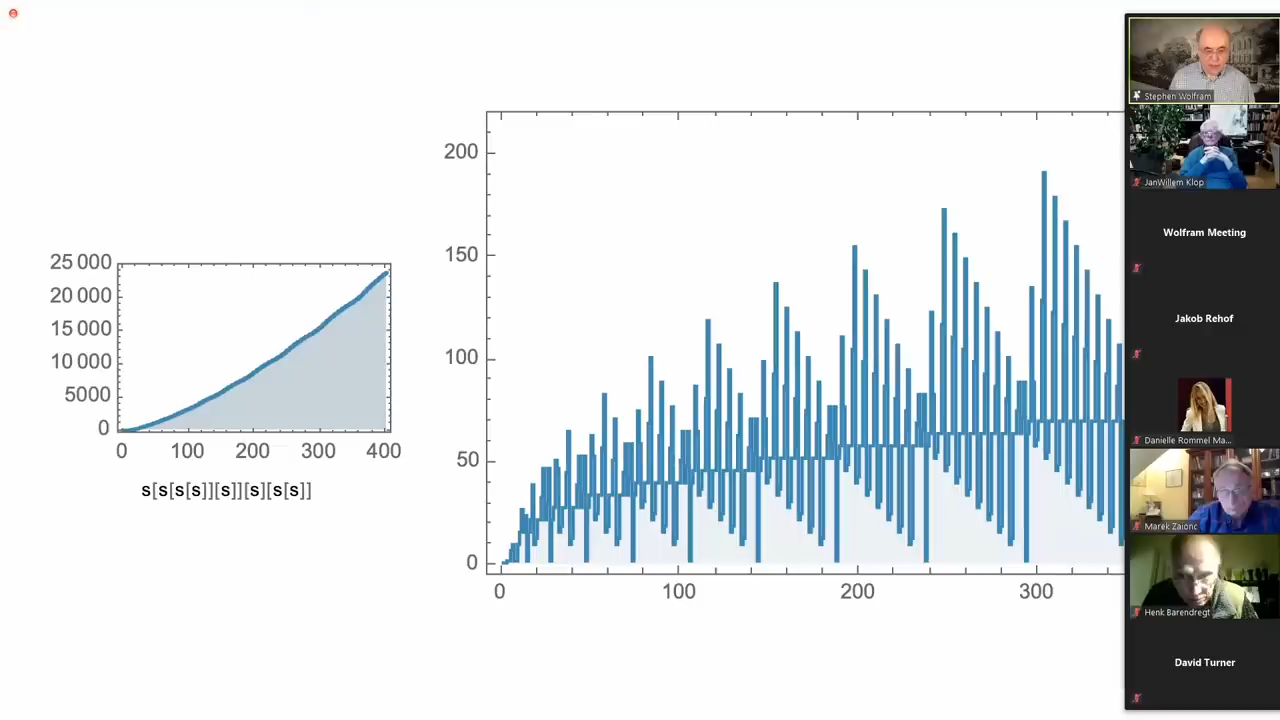 25 000
20 000
15 000
10 000
5000
0
0 100 200 300 400
s[s[s[s]][s]][s][s[s]]
200
150
100
50
0
0 100 200 300
Stephen Wolfram
JanWillem Klop
Wolfram Meeting
Jakob Rehof
Danielle Rommel Ma...
Marek Zaionc
Henk Barendregt
David Turner